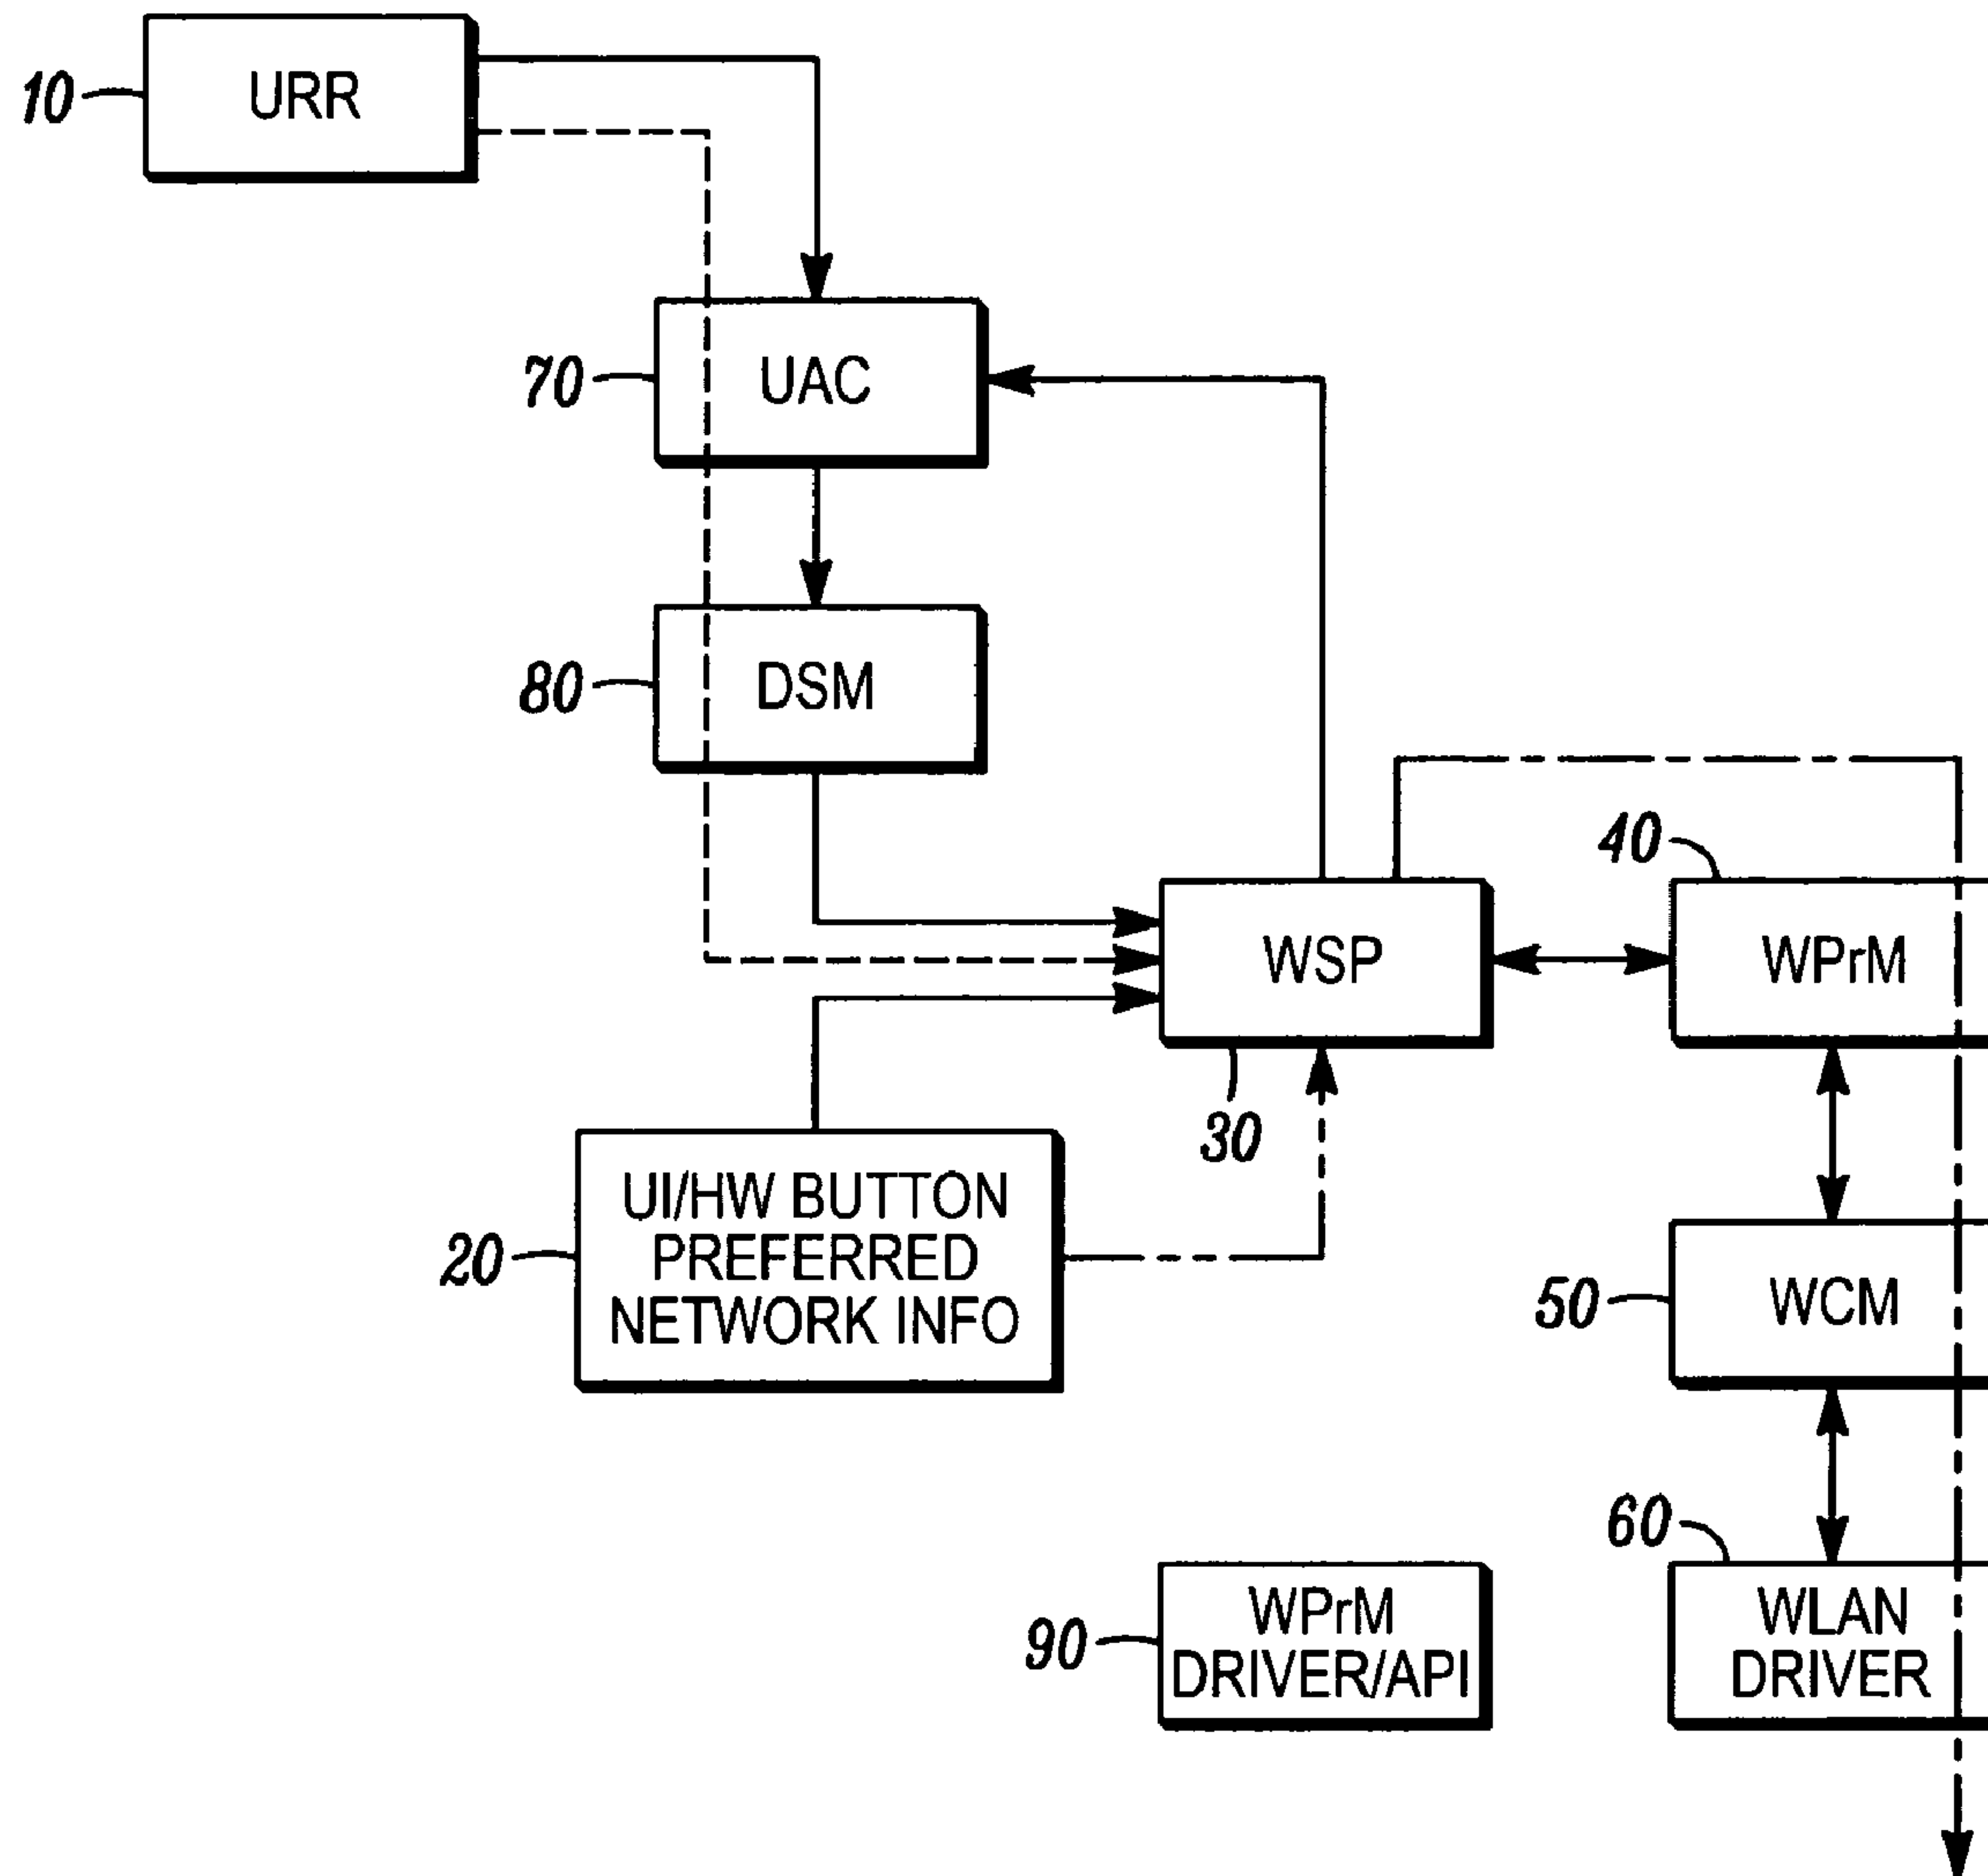 10
URR
70
UAC
80
DSM
40
WSP
WPrM
30
20
UI/HW BUTTON
PREFERRED
NETWORK INFO
50
WCM
60
90
WPrM
DRIVER/API
WLAN
DRIVER